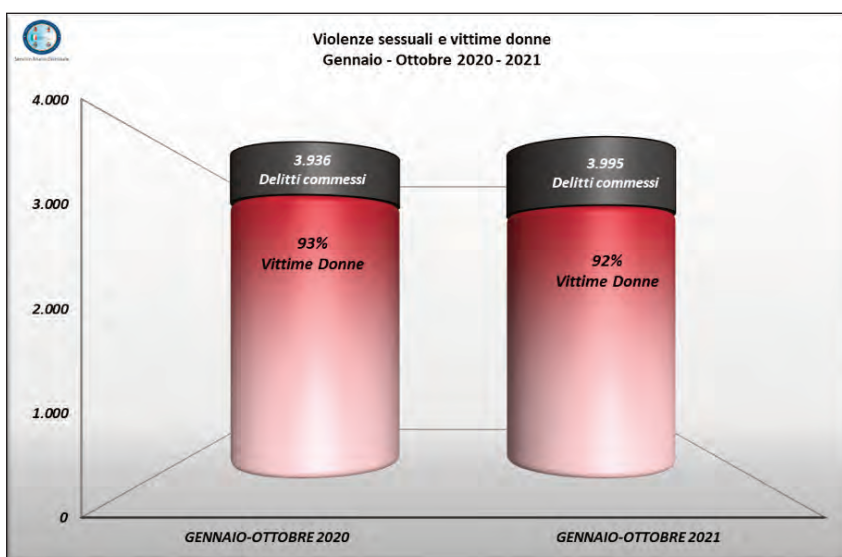 Violenze sessuali e vittime donne
Gennaio - Ottobre 2020 - 2021
4.000
3.000
2.000
1.000
0
3.936
Delitti commessi
93%
Vittime Donne
3.995
Delitti commessi
92%
Vittime Donne
GENNAIO-OTTOBRE 2020
GENNAIO-OTTOBRE 2021